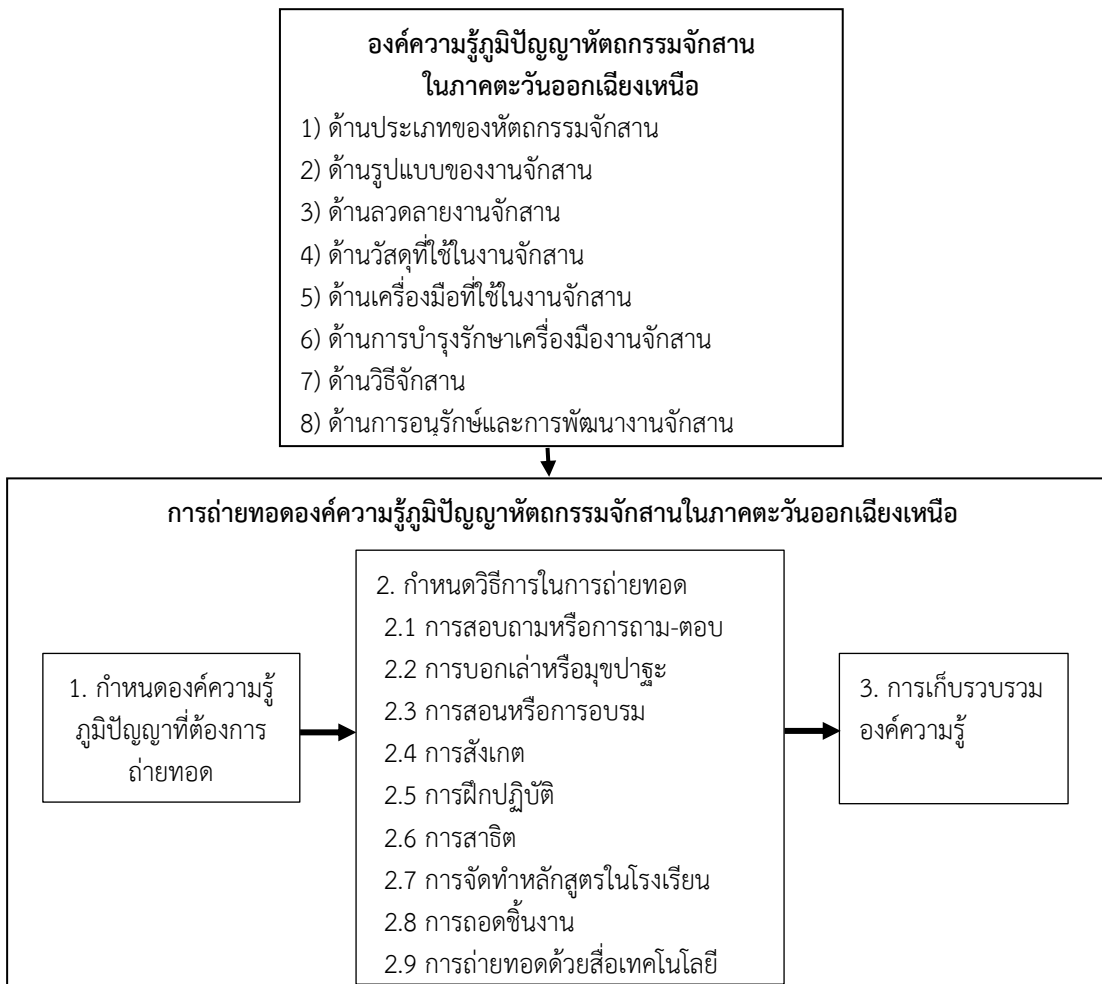 องค์ความรู้ภูมิปัญญาหัตถกรรมจักสาน
ในภาคตะวันออกเฉียงเหนือ
1) ด้านประเภทของหัตถกรรมจักสาน
2) ด้านรูปแบบของงานจักสาน
3) ด้านลวดลายงานจักสาน
4) ด้านวัสดุที่ใช้ในงานจักสาน
5) ด้านเครื่องมือที่ใช้ในงานจักสาน
6) ด้านการบำรุงรักษาเครื่องมืองานจักสาน
7) ด้านวิธีจักสาน
8) ด้านการอนุรักษ์และการพัฒนางานจักสาน
การถ่ายทอดองค์ความรู้ภูมิปัญญาหัตถกรรมจักสานในภาคตะวันออกเฉียงเหนือ
1. กำหนดองค์ความรู้
ภูมิปัญญาที่ต้องการ
ถ่ายทอด
2. กำหนดวิธีการในการถ่ายทอด
2.1 การสอบถามหรือการถาม-ตอบ
2.2 การบอกเล่าหรือมุขปาฐะ
2.3 การสอนหรือการอบรม
2.4 การสังเกต
2.5 การฝึกปฏิบัติ
2.6 การสาธิต
2.7 การจัดทำหลักสูตรในโรงเรียน
2.8 การถอดชิ้นงาน
2.9 การถ่ายทอดด้วยสื่อเทคโนโลยี
3. การเก็บรวบรวม
องค์ความรู้